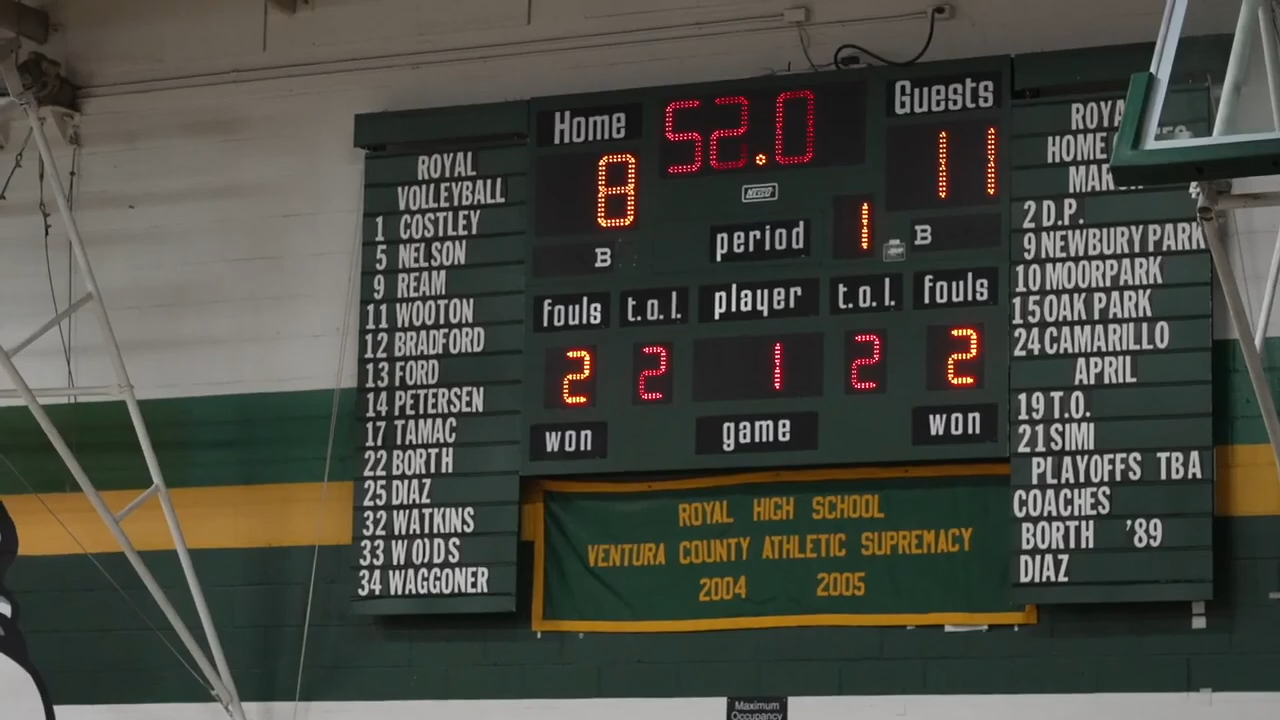 ROYAL
VOLLEYBALL
1 COSTLEY
5 NELSON
9 REAM
11 WOOTON
12 BRADFORD
13 FORD
14 PETERSEN
17 TAMAC
22 BORTH
25 DIAZ
32 WATKINS
33 WOODS
34 WAGGONER
Home 52.0 Guests
8 11
period 1
B B
fouls t.o.l. player t.o.l. fouls
2 2 1 2 2
won game won
ROYAL HIGH SCHOOL
VENTURA COUNTY ATHLETIC SUPREMACY
2004 2005
HOME
2 D.P.
9 NEWBURY PARK
10 MOORPARK
15 OAK PARK
24 CAMARILLO
APRIL
19 T.O.
21 SIMI
PLAYOFFS TBA
COACHES
BORTH '89
DIAZ
Maximum
Occupancy